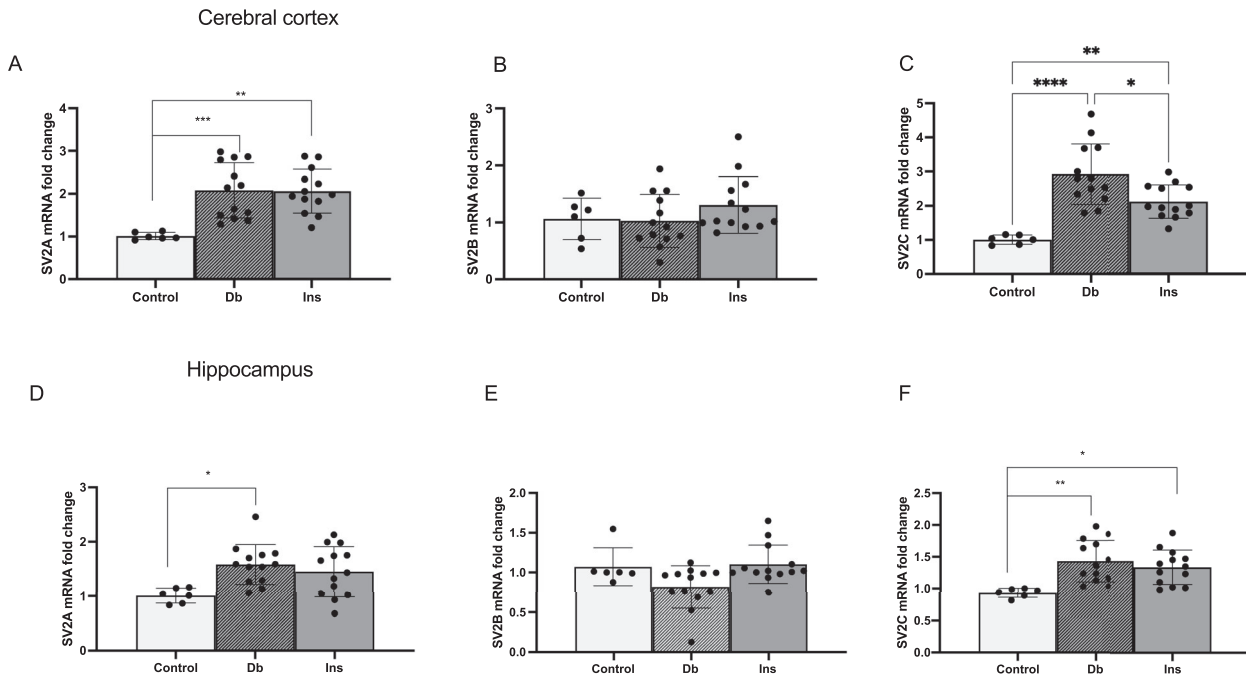 Cerebral cortex
A
SV2A mRNA fold change
4
3
2
1
0
**
***
Control Db Ins
B
SV2B mRNA fold change
3
2
1
0
Control Db Ins
C
SV2C mRNA fold change
5
4
3
2
1
0
**
**** *
Control Db Ins
Hippocampus
D
SV2A mRNA fold change
3
2
1
0
*
Control Db Ins
E
SV2B mRNA fold change
2.0
1.5
1.0
0.5
0.0
Control Db Ins
F
SV2C mRNA fold change
2.5
2.0
1.5
1.0
0.5
0.0
*
**
Control Db Ins